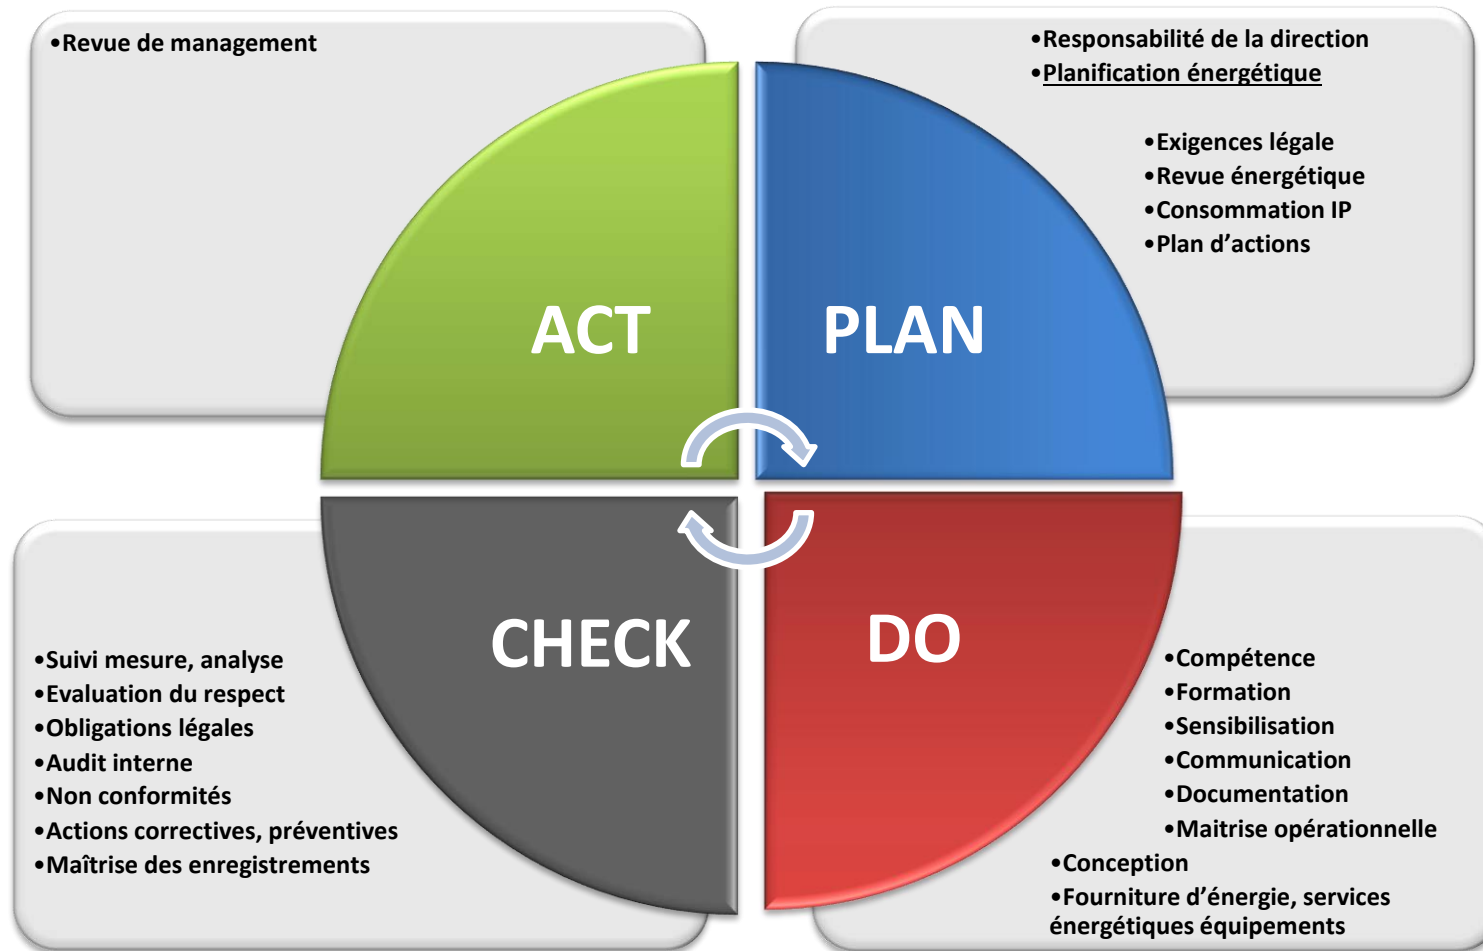 •Revue de management
ACT
•Responsabilité de la direction
•Planification énergétique
•Exigences légale
•Revue énergétique
•Consommation IP
•Plan d’actions
PLAN
CHECK
•Suivi mesure, analyse
•Evaluation du respect
•Obligations légales
•Audit interne
•Non conformités
•Actions correctives, préventives
•Maîtrise des enregistrements
DO
•Compétence
•Formation
•Sensibilisation
•Communication
•Documentation
•Maitrise opérationnelle
•Conception
•Fourniture d’énergie, services
énergétiques équipements